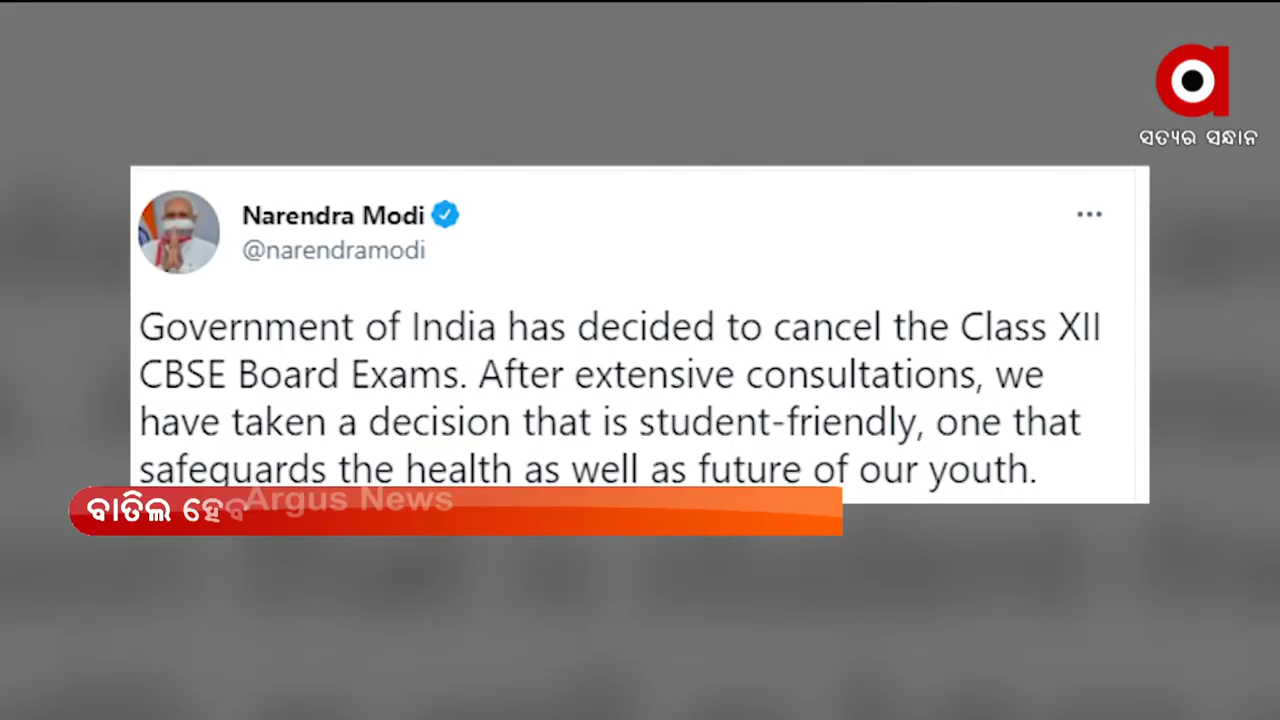 ସତ୍ୟର ସନ୍ଧାନ
Narendra Modi
@narendramodi
Government of India has decided to cancel the Class XII
CBSE Board Exams. After extensive consultations, we
have taken a decision that is student-friendly, one that
safeguards the health as well as future of our youth.
Argus News
ବାତିଲ ହେବ